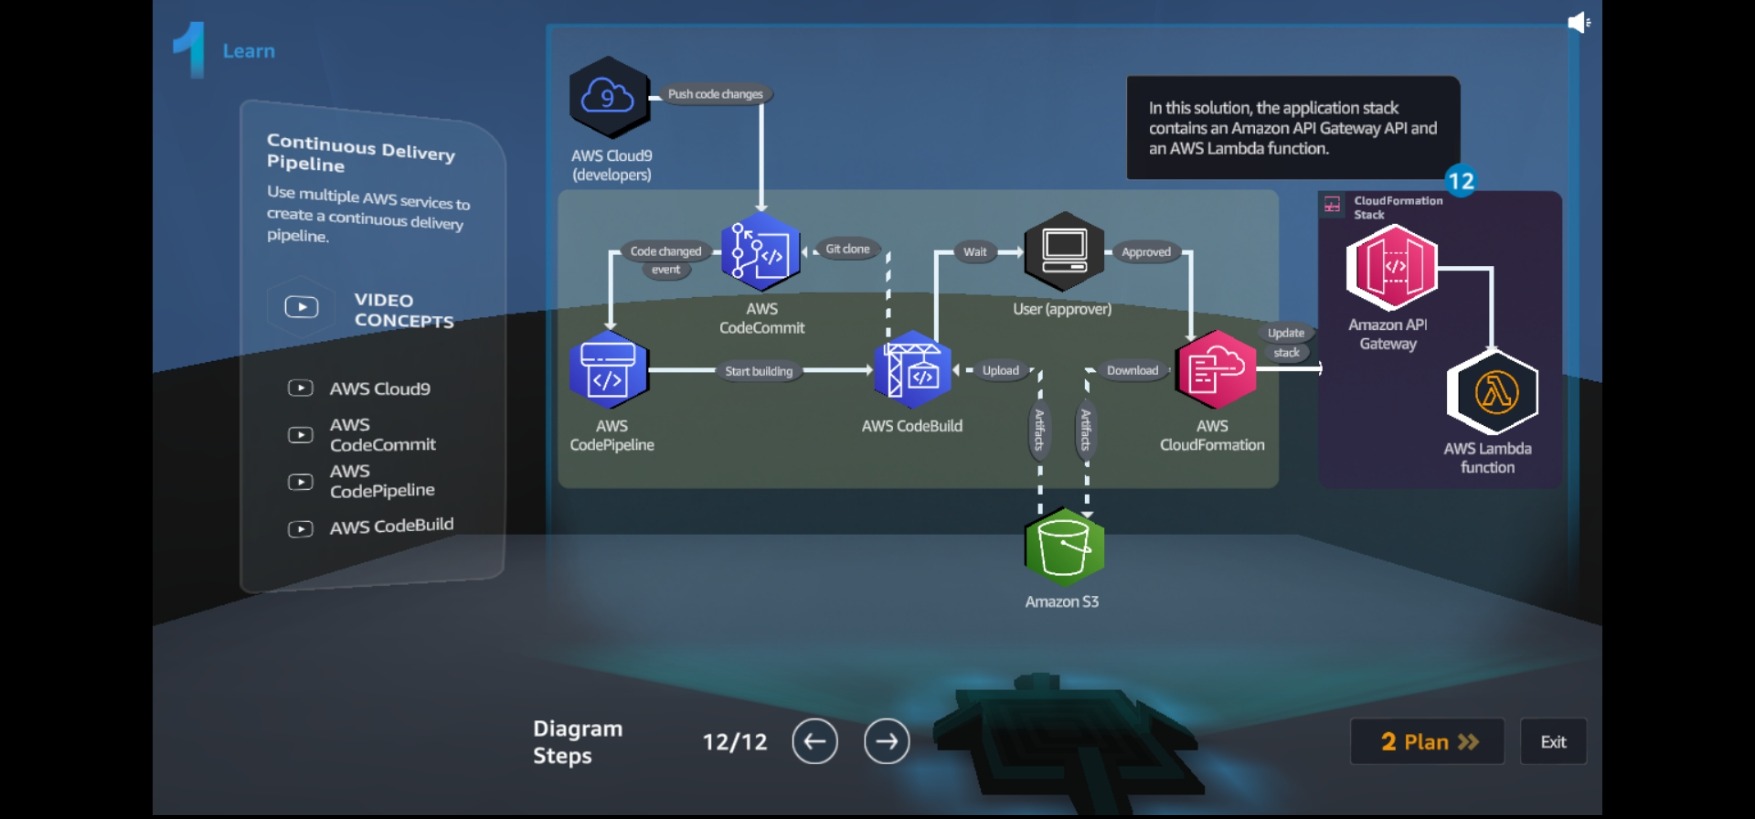 1 Learn
Continuous Delivery
Pipeline
Use multiple AWS services to
create a continuous delivery
pipeline.
VIDEO
CONCEPTS
AWS Cloud9
AWS
CodeCommit
AWS
CodePipeline
AWS CodeBuild
9
Push code changes
AWS Cloud9
(developers)
In this solution, the application stack
contains an Amazon API Gateway API and
an AWS Lambda function.
12
CloudFormation
Stack
Code changed
event
Git clone
Wait
Approved
AWS
CodeCommit
User (approver)
Amazon API
Gateway
Update
stack
Start building
Upload
Download
Artifacts
Artifacts
AWS
CodePipeline
AWS CodeBuild
AWS
CloudFormation
AWS Lambda
function
Amazon S3
Diagram
Steps
12/12
2 Plan
Exit